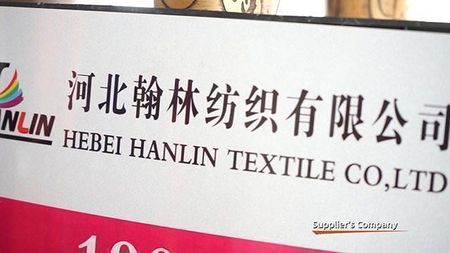 河北翰林纺织有限公司
HANLIN
HEBEI HANLIN TEXTILE CO,LTD
Supplier's Company